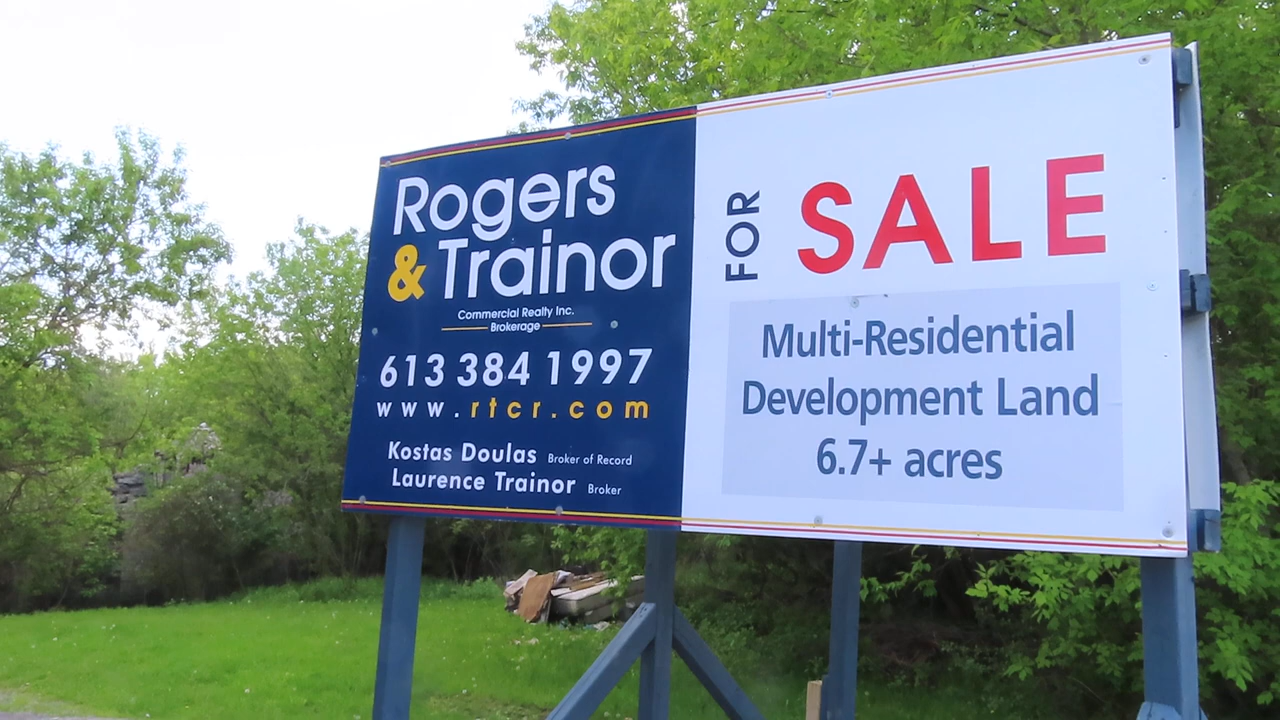 Rogers
& Trainor
Commercial Realty Inc.
Brokerage
613 384 1997
www.rtcr.com
Kostas Doulas Broker of Record
Laurence Trainor Broker
FOR SALE
Multi-Residential
Development Land
6.7+ acres